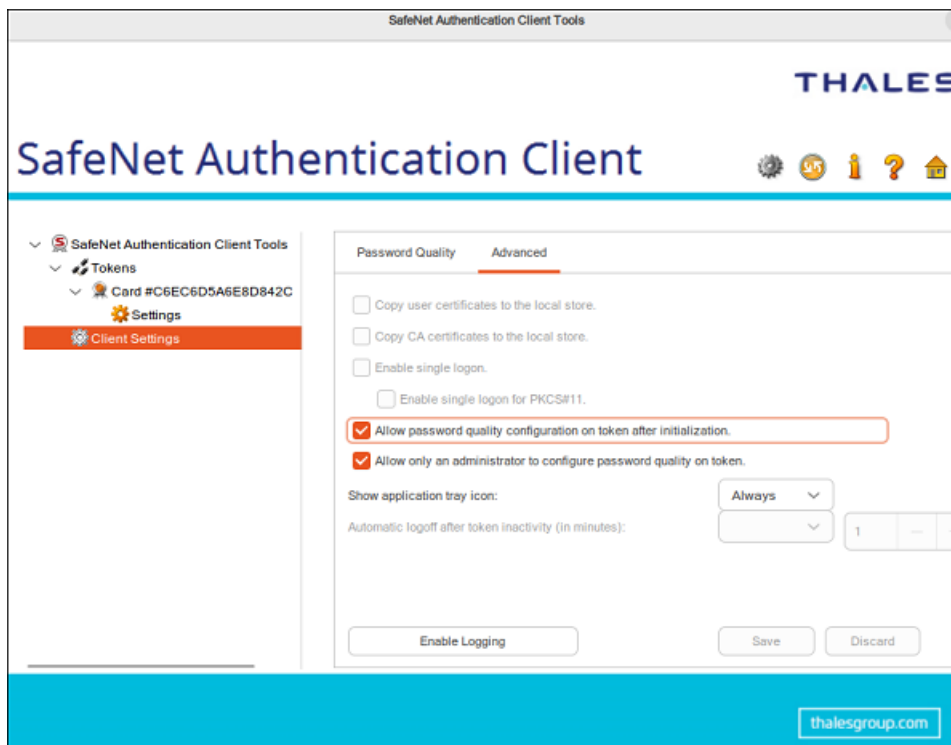 SafeNet Authentication Client Tools
THALES
SafeNet Authentication Client
SafeNet Authentication Client Tools
Tokens
Card #C6EC6D5A6E8D842C
Settings
Client Settings
Password Quality Advanced
Copy user certificates to the local store.
Copy CA certificates to the local store.
Enable single logon.
Enable single logon for PKCS#11.
Allow password quality configuration on token after initialization.
Allow only an administrator to configure password quality on token.
Show application tray icon: Always
Automatic logoff after token inactivity (in minutes): 1
Enable Logging Save Discard
thalesgroup.com